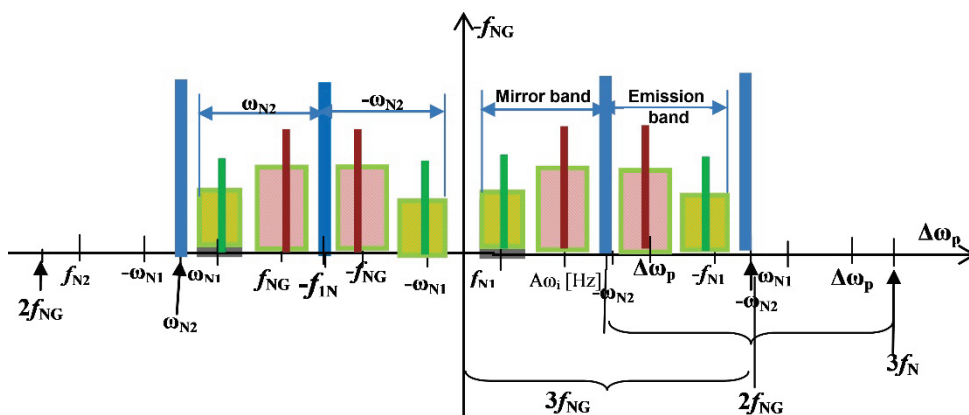 -fNG
ωN2
-ωN2
Mirror band
Emission
band
Δωp
fN2
-ωN1
ωN1
fNG
-f1N
-fNG
-ωN1
fN1
Aωi [Hz]
-ωN2
Δωp
-fN1
ωN1
-ωN2
Δωp
2fNG
ωN2
3fN
3fNG
2fNG